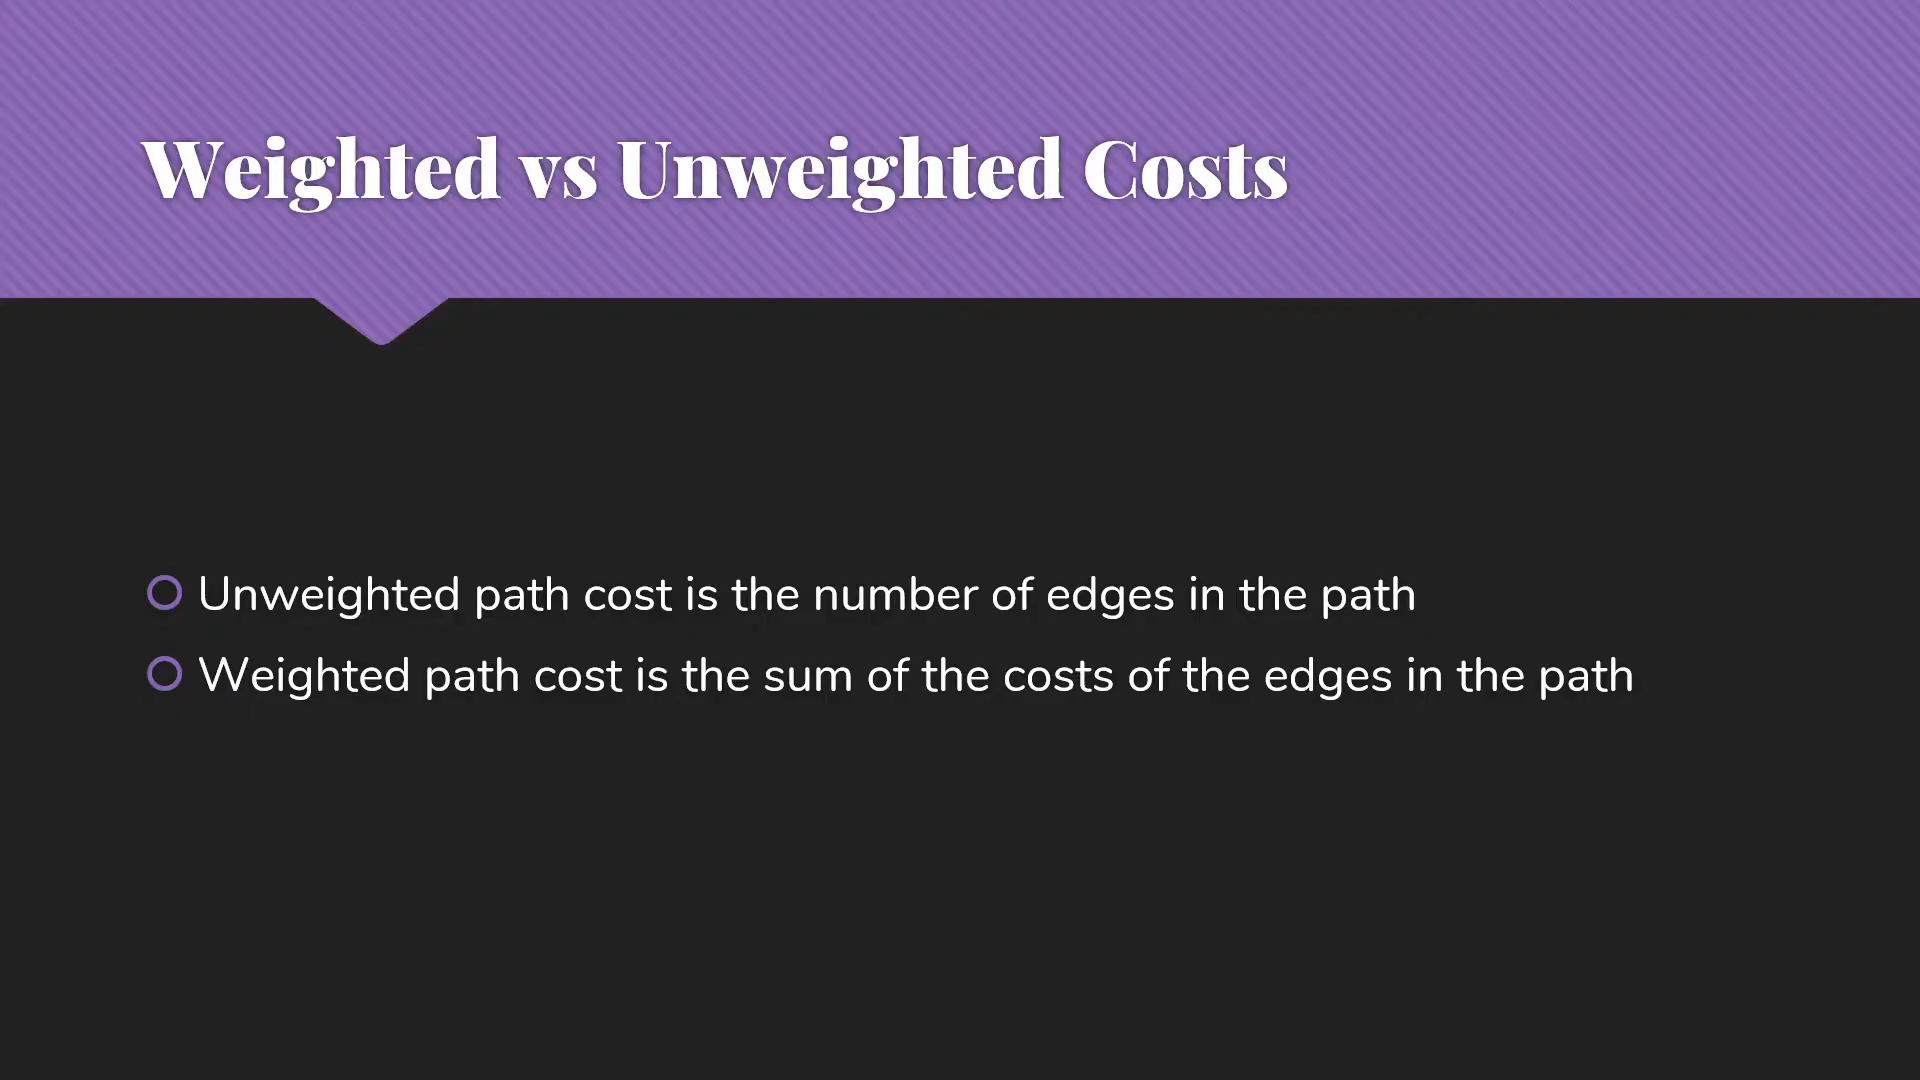 Weighted vs Unweighted Costs
Unweighted path cost is the number of edges in the path
Weighted path cost is the sum of the costs of the edges in the path